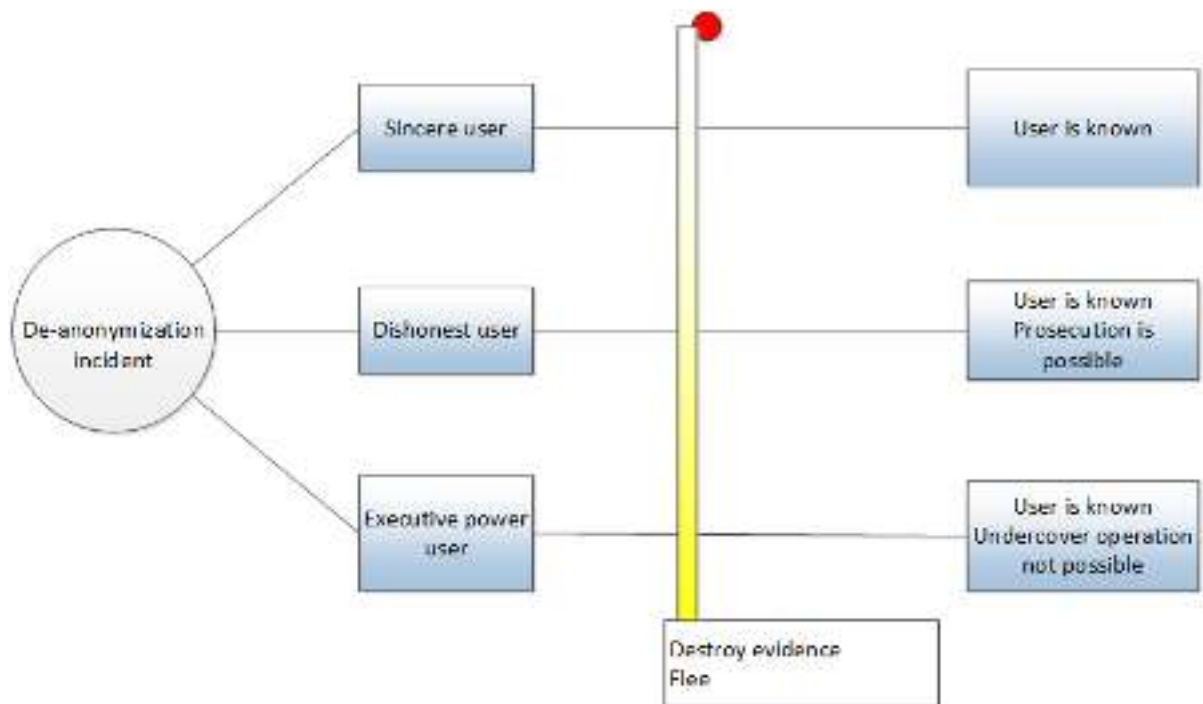 Sincere user
User is known
De-anonymization
incident
Dishonest user
User is known
Prosecution is
possible
Executive power
user
User is known
Undercover operation
not possible
Destroy evidence
Flee